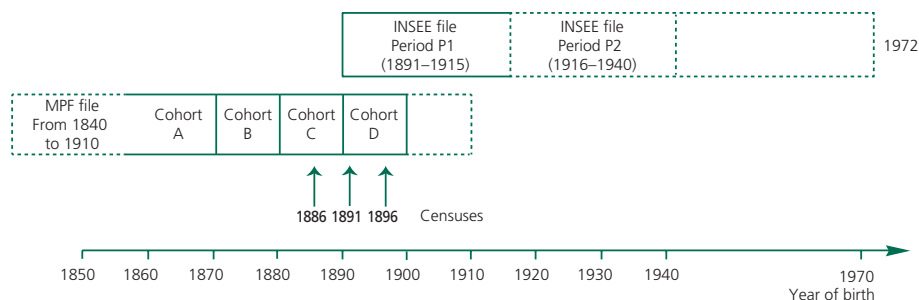 INSEE file
Period P1
(1891–1915)
INSEE file
Period P2
(1916–1940)
1972
MPF file
From 1840
to 1910
Cohort
A
Cohort
B
Cohort
C
Cohort
D
1886 1891 1896 Censuses
1850 1860 1870 1880 1890 1900 1910 1920 1930 1940 1970
Year of birth